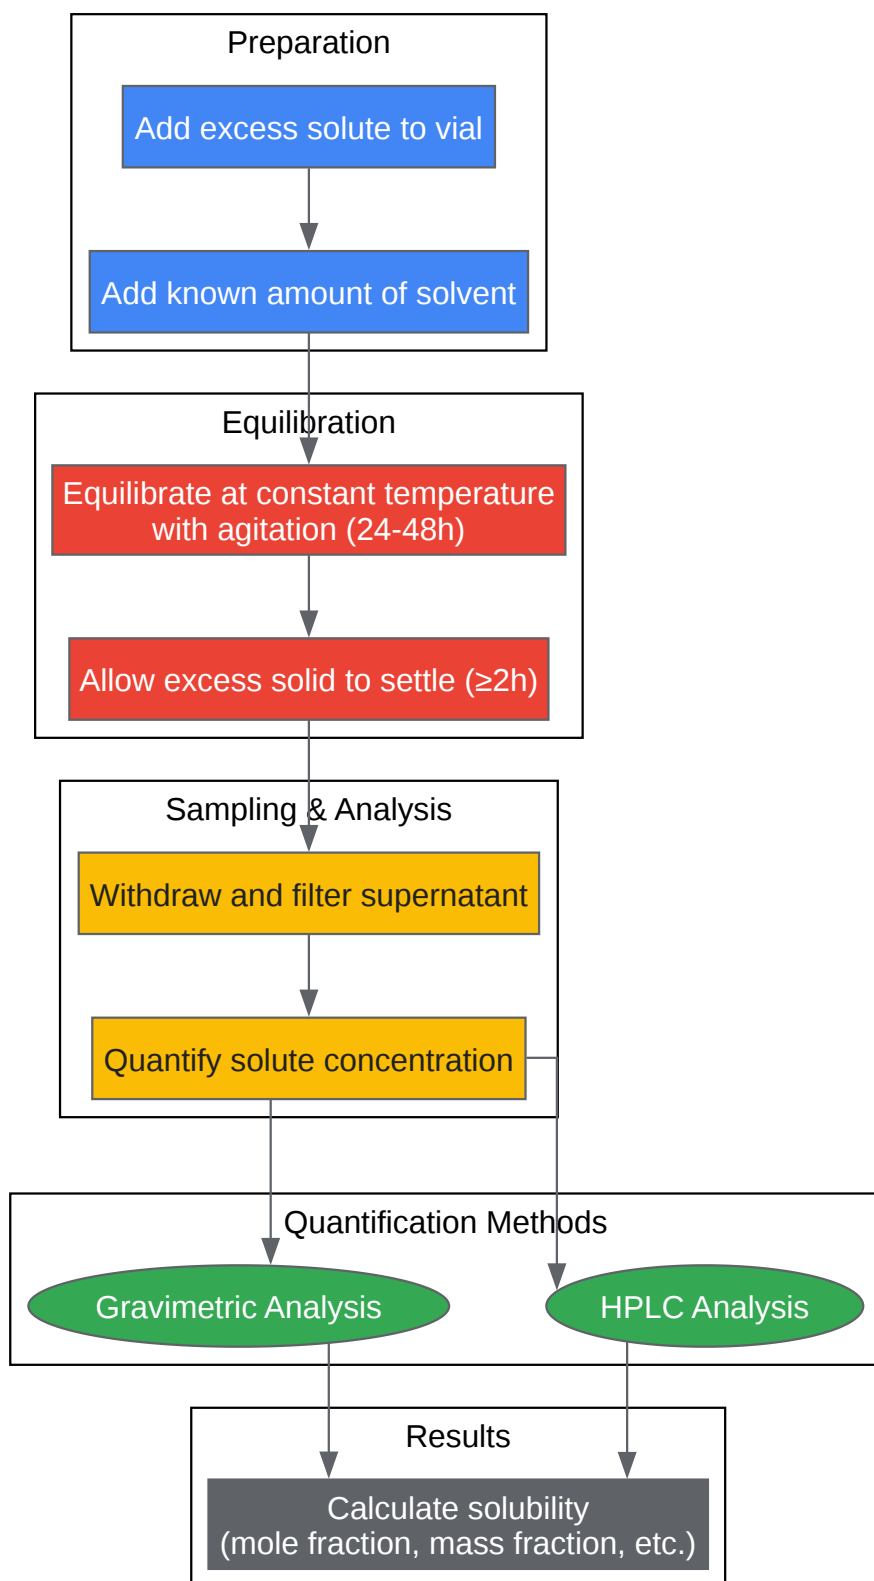 Preparation
Add excess solute to vial
Add known amount of solvent
Equilibration
Equilibrate at constant temperature
with agitation (24-48h)
Allow excess solid to settle (≥2h)
Sampling & Analysis
Withdraw and filter supernatant
Quantify solute concentration
Quantification Methods
Gravimetric Analysis
HPLC Analysis
Results
Calculate solubility
(mole fraction, mass fraction, etc.)